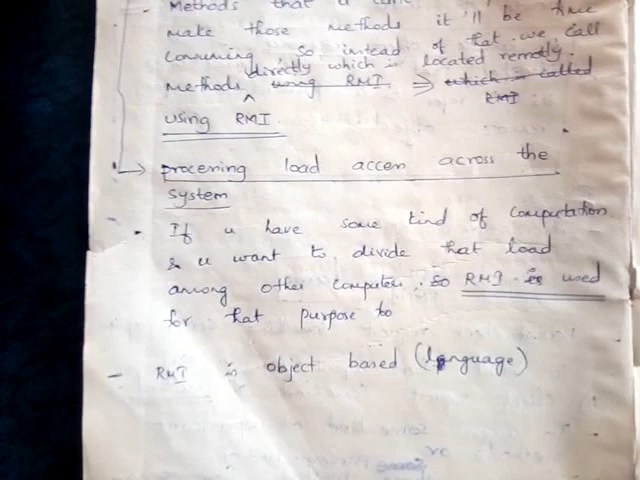 - Methods that u
make those methods it'll be time
Consuming so instead of that we call
directly which is located remotely.
methods using RMI => which is called
RMI
using RMI.
→ processing load access across the
system
- . If u have some kind of computation
& u want to divide that load
among other computers, so RMI is used
for that purpose to
- RMI is object based (language)